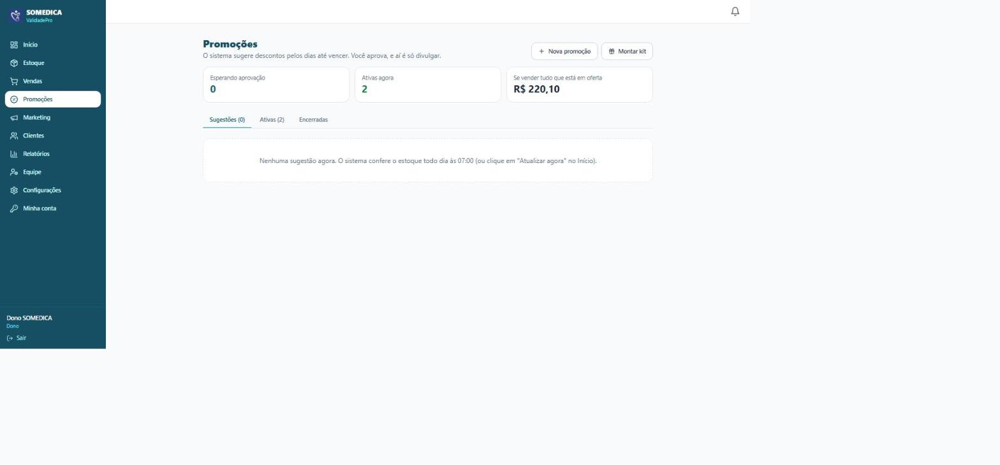 SOMEDICA
ValidadePro
Início
Estoque
Vendas
Promoções
Marketing
Clientes
Relatórios
Equipe
Configurações
Minha conta
Dono SOMEDICA
Dono
Sair
Promoções
O sistema sugere descontos pelos dias até vencer. Você aprova, e aí é só divulgar.
Nova promoção
Montar kit
Esperando aprovação
0
Ativas agora
2
Se vender tudo que está em oferta
R$ 220,10
Sugestões (0)
Ativas (2)
Encerradas
Nenhuma sugestão agora. O sistema confere o estoque todo dia às 07:00 (ou clique em "Atualizar agora" no Início).